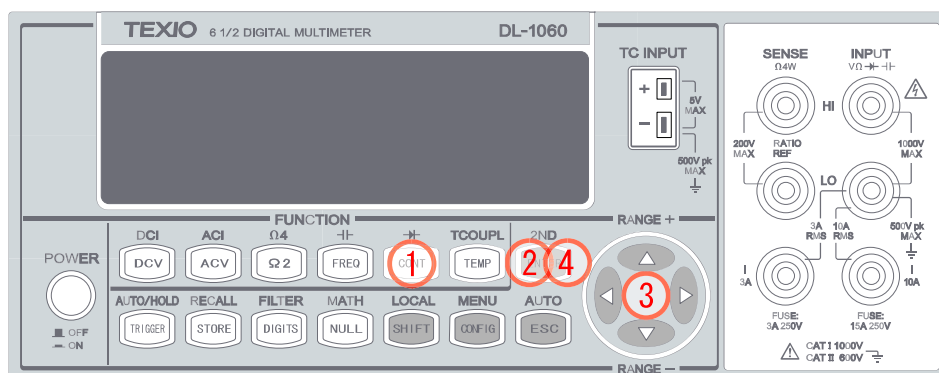 TEXIO 6 1/2 DIGITAL MULTIMETER DL-1060
TC INPUT
+
−
5V
MAX
500V pk
MAX
SENSE INPUT
Ω4W VΩ
HI
200V
MAX
RATIO
REF
1000V
MAX
LO
3A
RMS
10A
RMS
500V pk
MAX
I
3A
I
10A
FUSE:
3A 250V
FUSE:
15A 250V
CAT I 1000V
CAT II 600V
FUNCTION
RANGE +
DCI ACI Ω4 TCOUPL 2ND
POWER
DCV ACV Ω2 FREQ CONT TEMP
1 2 4
3
AUTO/HOLD RECALL FILTER MATH LOCAL MENU AUTO
TRIGGER STORE DIGITS NULL SHIFT CONFIG ESC
OFF
ON
RANGE −